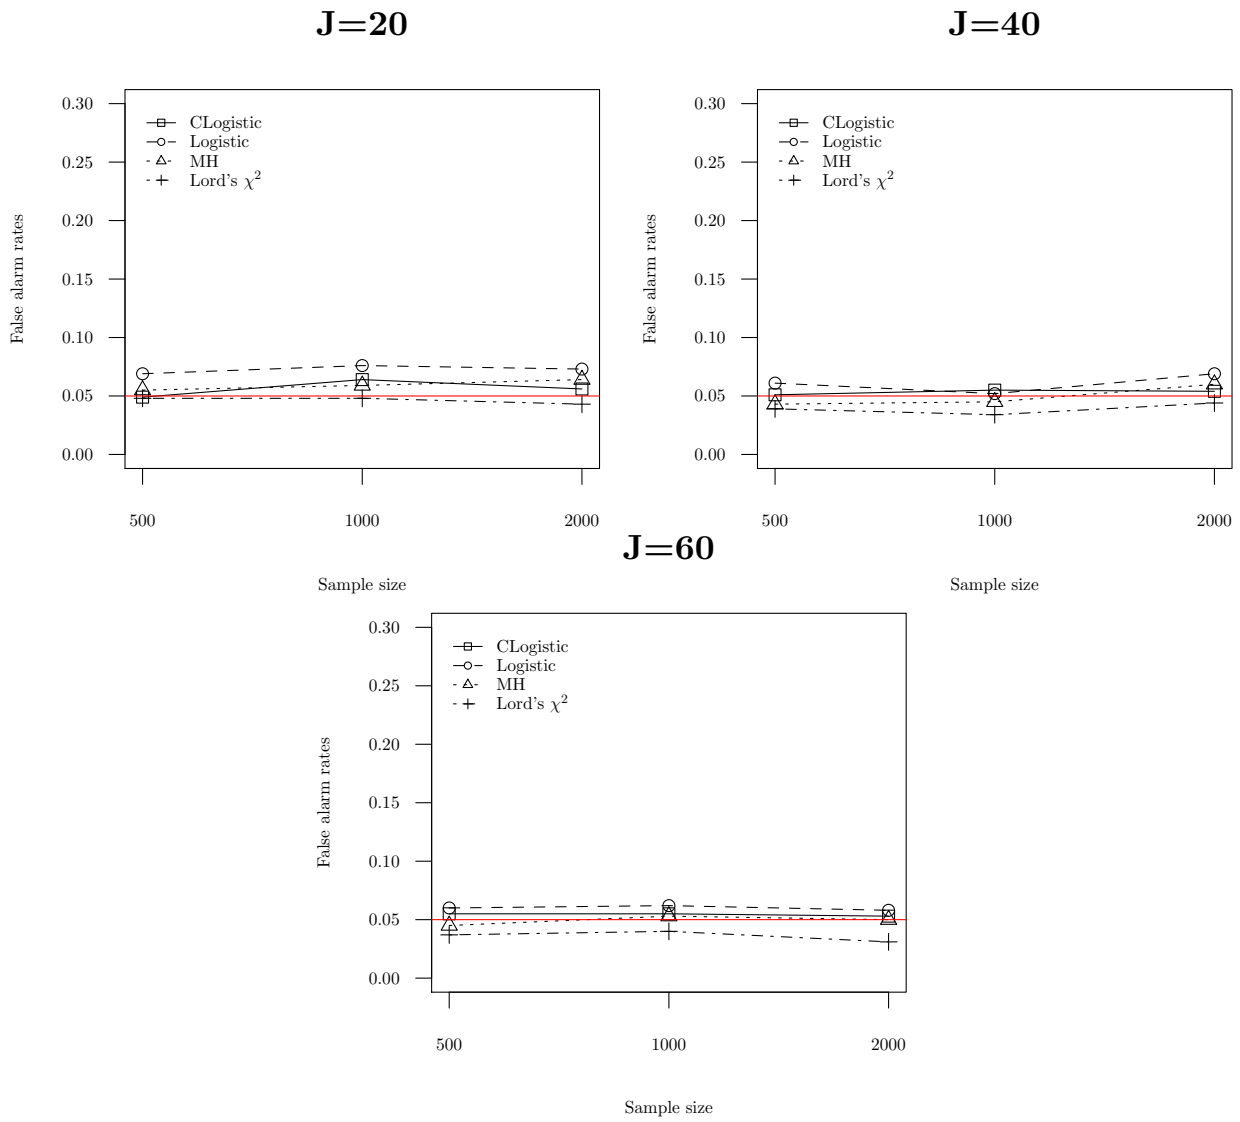 J=20
0.30
0.25
0.20
0.15
0.10
0.05
0.00
False alarm rates
CLogistic
Logistic
MH
Lord's χ²
500 1000 2000
Sample size
J=40
0.30
0.25
0.20
0.15
0.10
0.05
0.00
False alarm rates
CLogistic
Logistic
MH
Lord's χ²
500 1000 2000
Sample size
J=60
0.30
0.25
0.20
0.15
0.10
0.05
0.00
False alarm rates
CLogistic
Logistic
MH
Lord's χ²
500 1000 2000
Sample size